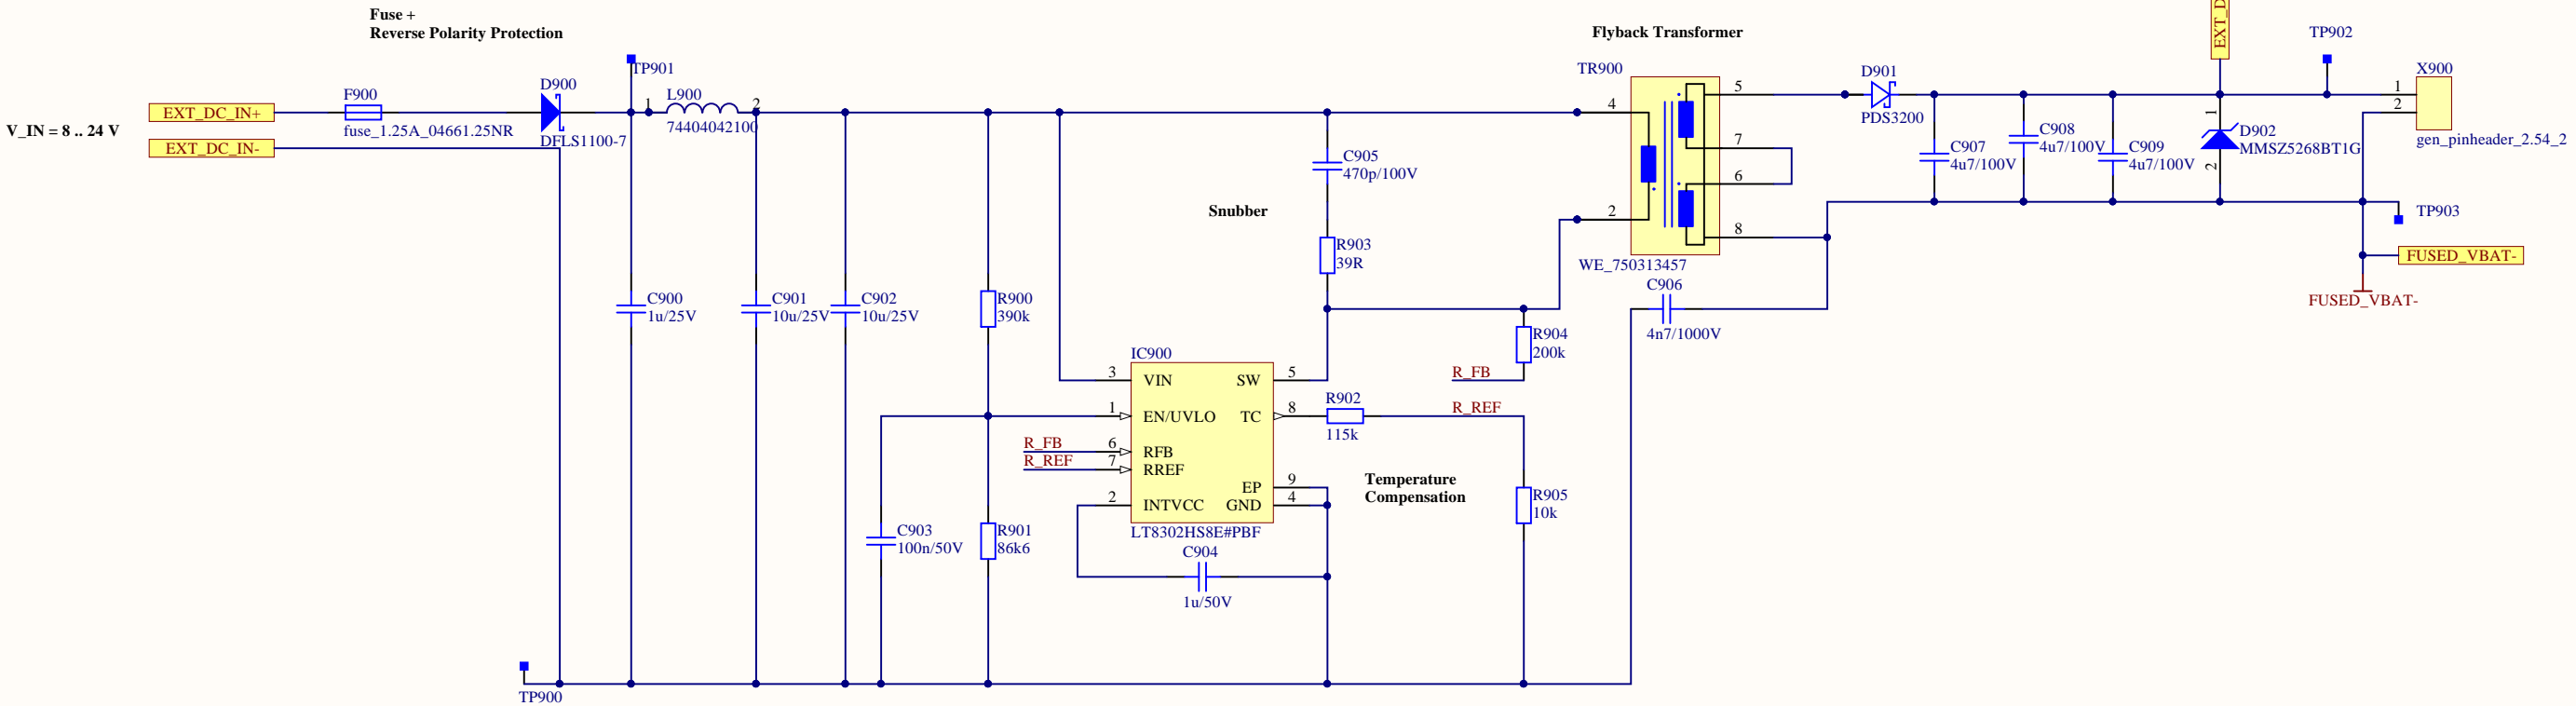 Fuse +
Reverse Polarity Protection
Flyback Transformer
EXT_D
TP902
TP901
TR900
D901
X900
D900
F900
L900
1
2
4
5
1
2
EXT_DC_IN+
PDS3200
V_IN = 8 .. 24 V
fuse_1.25A_04661.25NR
74404042100
DFLS1100-7
EXT_DC_IN-
7
1
D902
MMSZ5268BT1G
gen_pinheader_2.54_2
C905
470p/100V
C907
4u7/100V
C908
4u7/100V
C909
4u7/100V
2
6
Snubber
2
TP903
8
R903
39R
WE_750313457
FUSED_VBAT-
C906
FUSED_VBAT-
C900
1u/25V
C901
10u/25V
C902
10u/25V
R900
390k
4n7/1000V
R904
200k
IC900
3
VIN
SW
5
R_FB
R902
1
EN/UVLO
TC
8
R_REF
115k
R_FB
6
RFB
R_REF
7
RREF
EP
9
Temperature
Compensation
2
INTVCC
GND
4
R905
10k
LT8302HS8E#PBF
C903
100n/50V
R901
86k6
C904
1u/50V
TP900